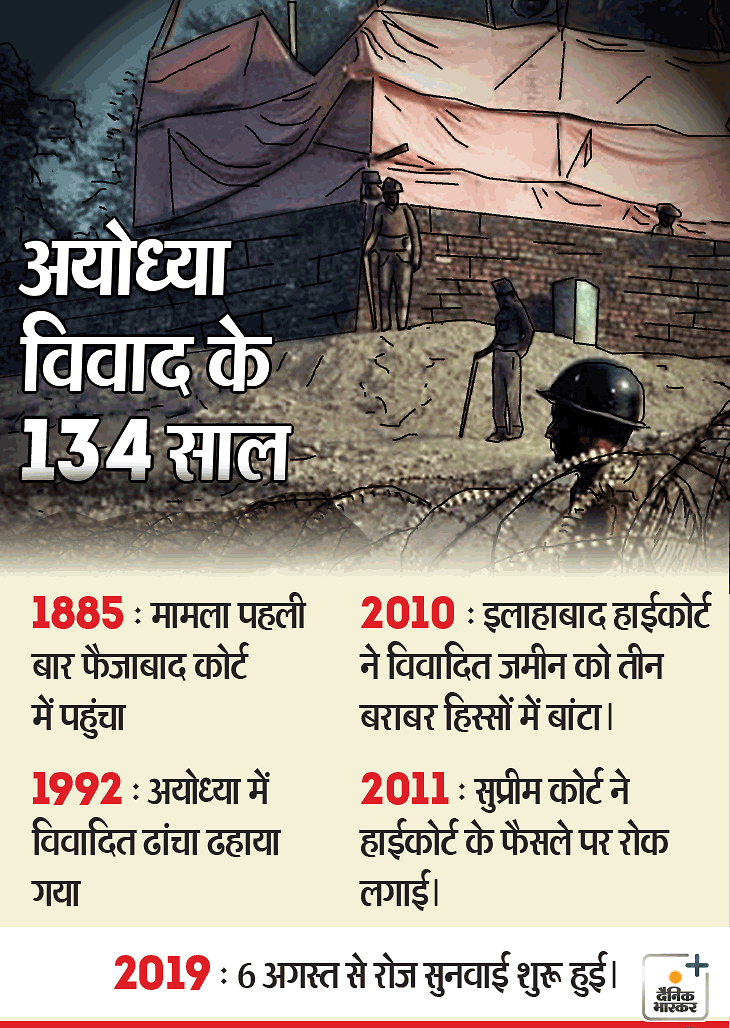 अयोध्या
विवाद के
134 साल
1885 : मामला पहली
बार फैजाबाद कोर्ट
में पहुंचा
1992 : अयोध्या में
विवादित ढांचा ढहाया
गया
2010 : इलाहाबाद हाईकोर्ट
ने विवादित जमीन को तीन
बराबर हिस्सों में बांटा।
2011 : सुप्रीम कोर्ट ने
हाईकोर्ट के फैसले पर रोक
लगाई।
2019 : 6 अगस्त से रोज सुनवाई शुरू हुई।
दैनिक
भास्कर